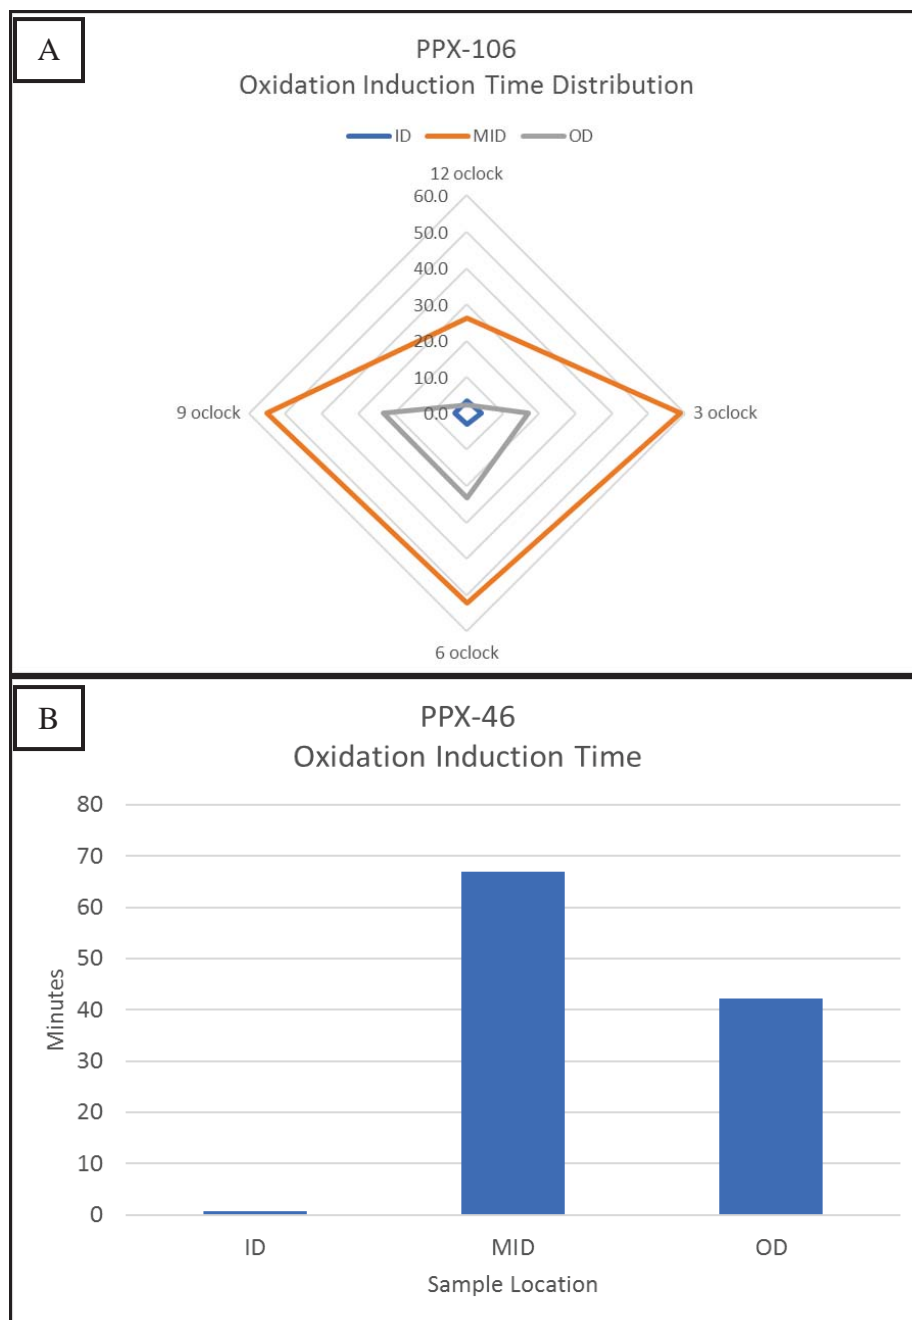 A
PPX-106
Oxidation Induction Time Distribution
ID MID OD
12 oclock
60.0
50.0
40.0
30.0
20.0
10.0
0.0
9 oclock
3 oclock
6 oclock
B
PPX-46
Oxidation Induction Time
80
70
60
50
40
30
20
10
0
Minutes
ID MID OD
Sample Location